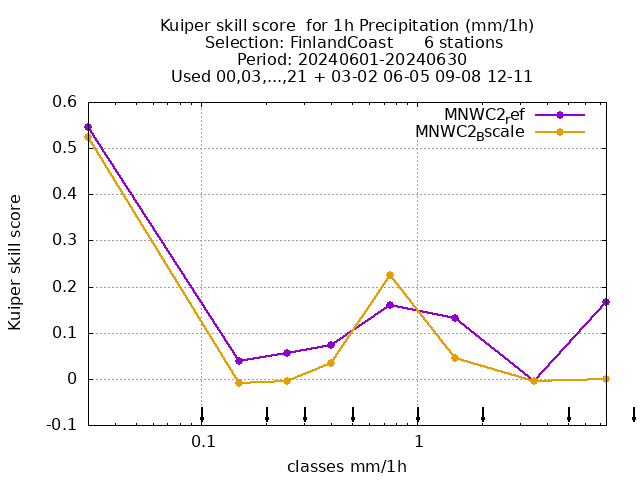 Kuiper skill score  for 1h Precipitation (mm/1h)
Selection: FinlandCoast      6 stations
Period: 20240601-20240630
Used 00,03,...,21 + 03-02 06-05 09-08 12-11
MNWC2ref
MNWC2Bscale
0.6
0.5
0.4
0.3
0.2
0.1
0
-0.1
Kuiper skill score
0.1
1
classes mm/1h